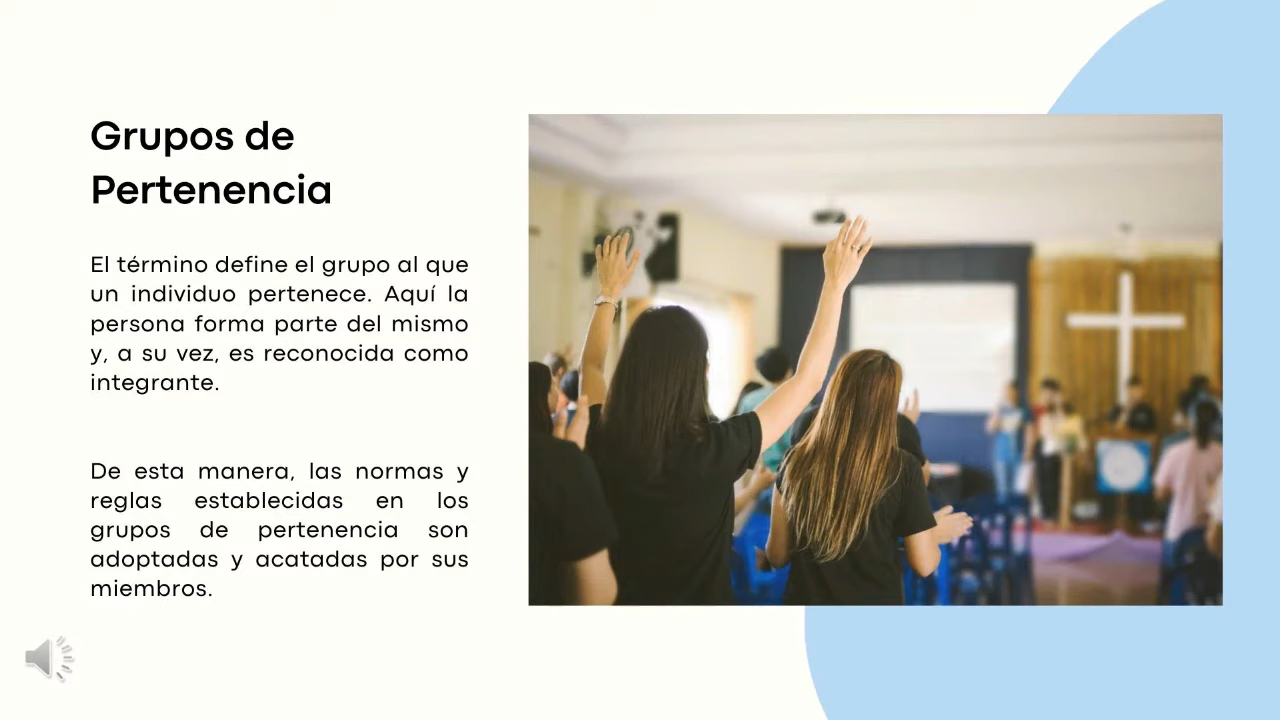 Grupos de
Pertenencia
El término define el grupo al que
un individuo pertenece. Aquí la
persona forma parte del mismo
y, a su vez, es reconocida como
integrante.
De esta manera, las normas y
reglas establecidas en los
grupos de pertenencia son
adoptadas y acatadas por sus
miembros.